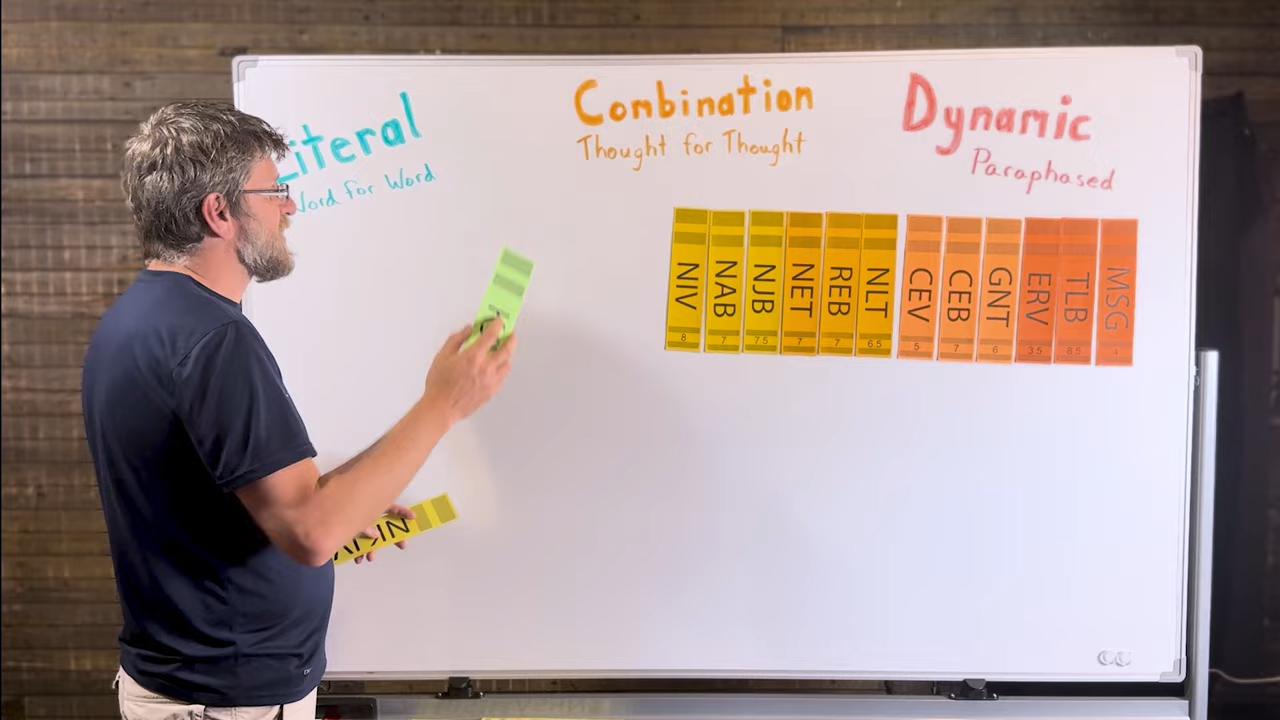 Literal
Word for Word
Combination
Thought for Thought
Dynamic
Paraphased
NIV
8
NAB
7
NJB
7.5
NET
7
REB
7
NLT
6.5
CEV
5
CEB
7
GNT
6
ERV
3.5
TLB
8.5
MSG
4